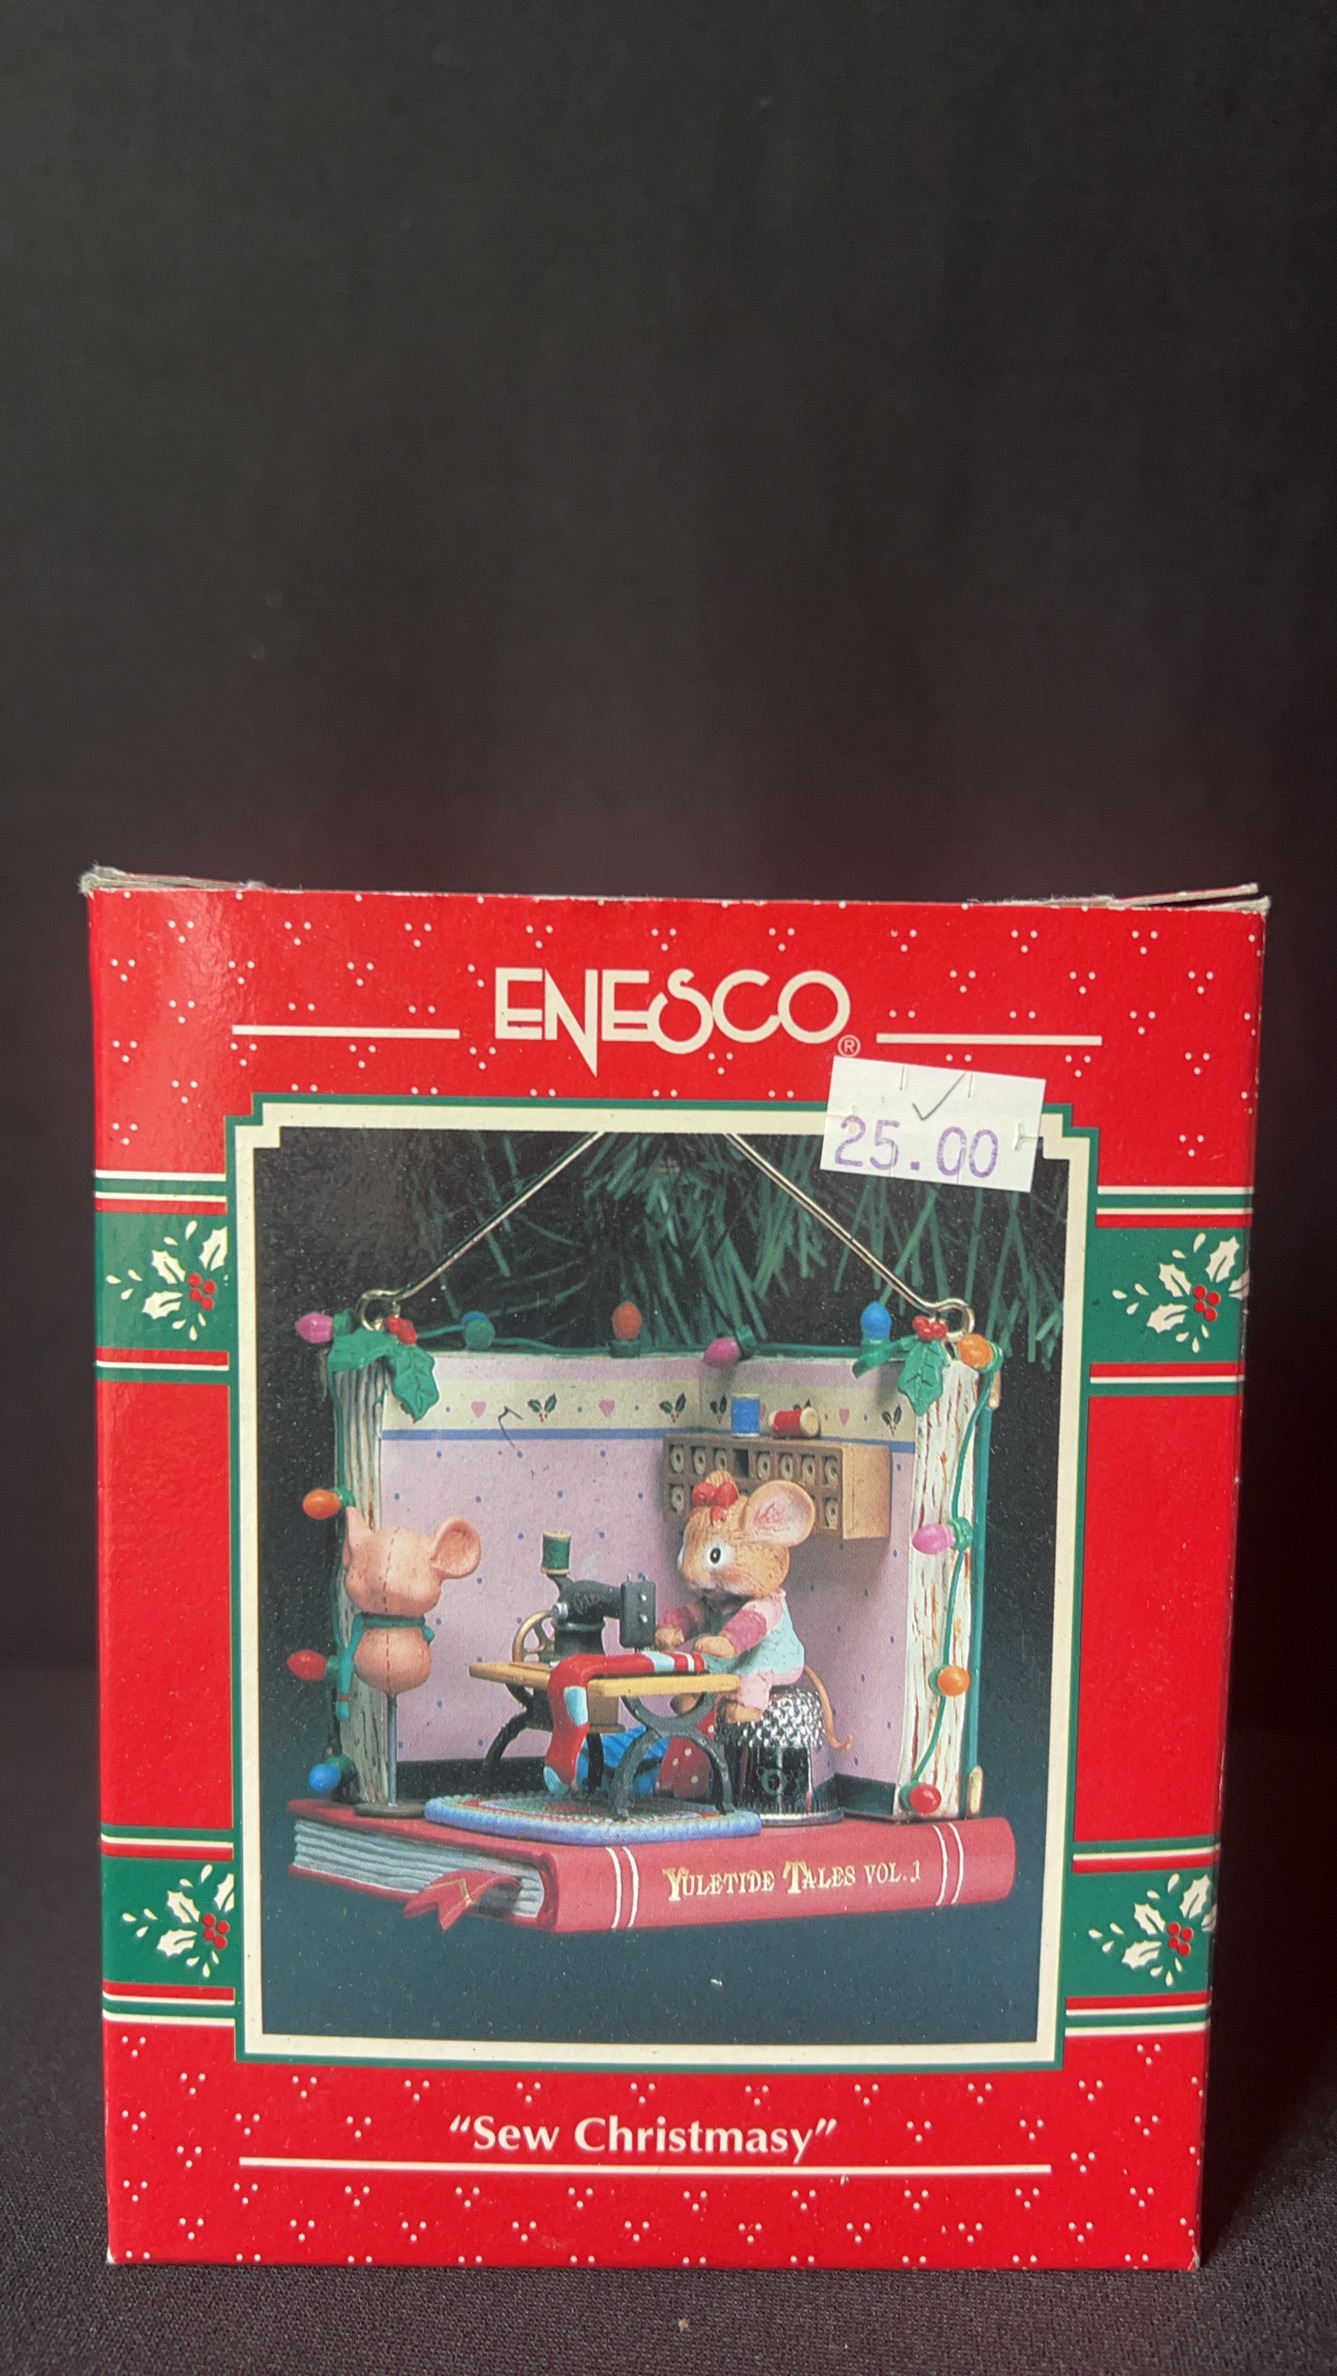 ENESCO®
25.00
YULETIDE TALES VOL. 1
“Sew Christmasy”